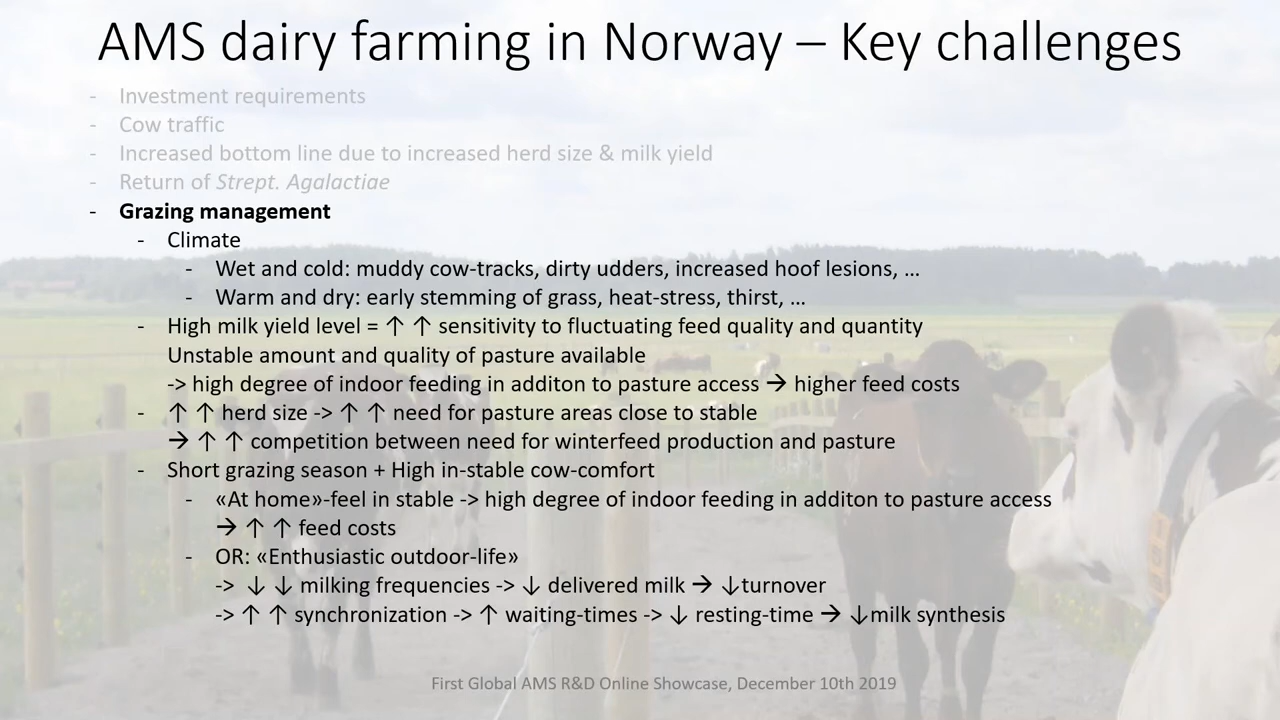 AMS dairy farming in Norway – Key challenges
- Investment requirements
- Cow traffic
- Increased bottom line due to increased herd size & milk yield
- Return of Strept. Agalactiae
- Grazing management
- Climate
- Wet and cold: muddy cow-tracks, dirty udders, increased hoof lesions, …
- Warm and dry: early stemming of grass, heat-stress, thirst, …
- High milk yield level = ↑ ↑ sensitivity to fluctuating feed quality and quantity
Unstable amount and quality of pasture available
-> high degree of indoor feeding in additon to pasture access → higher feed costs
- ↑ ↑ herd size -> ↑ ↑ need for pasture areas close to stable
→ ↑ ↑ competition between need for winterfeed production and pasture
- Short grazing season + High in-stable cow-comfort
- «At home»-feel in stable -> high degree of indoor feeding in additon to pasture access
→ ↑ ↑ feed costs
- OR: «Enthusiastic outdoor-life»
-> ↓ ↓ milking frequencies -> ↓ delivered milk → ↓turnover
-> ↑ ↑ synchronization -> ↑ waiting-times -> ↓ resting-time → ↓milk synthesis
First Global AMS R&D Online Showcase, December 10th 2019